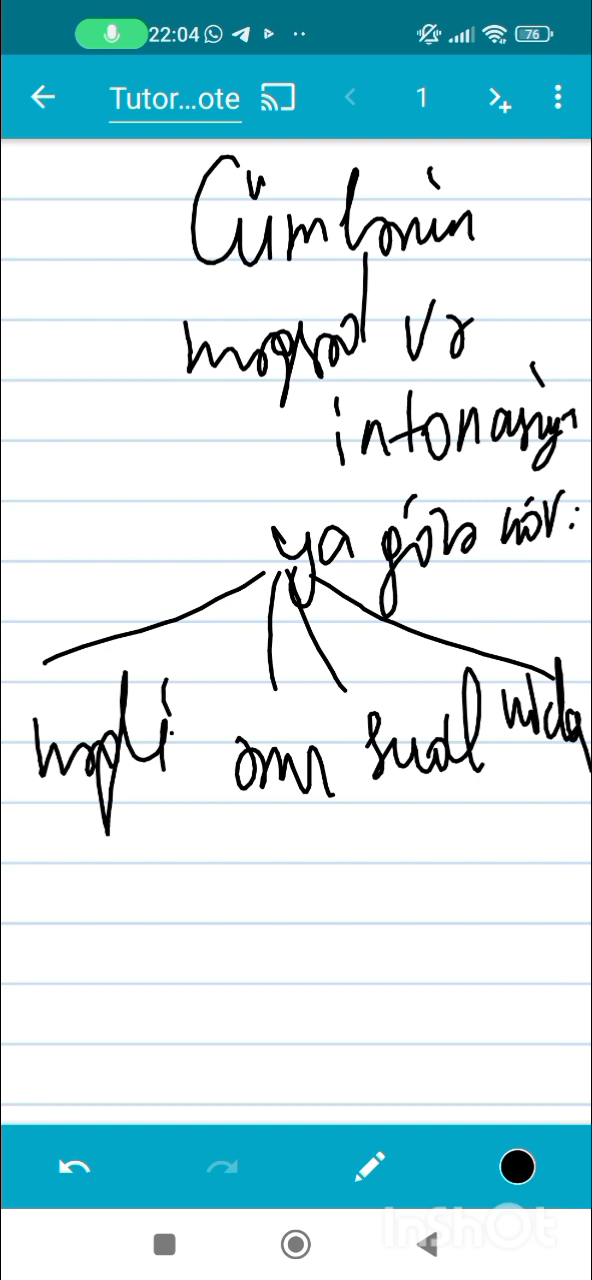 22:04 76
Tutor...ote 1
Cümlənin
məqsəd və
intonasiya
ya görə növ:
nəqli əmr sual nida
InShOt